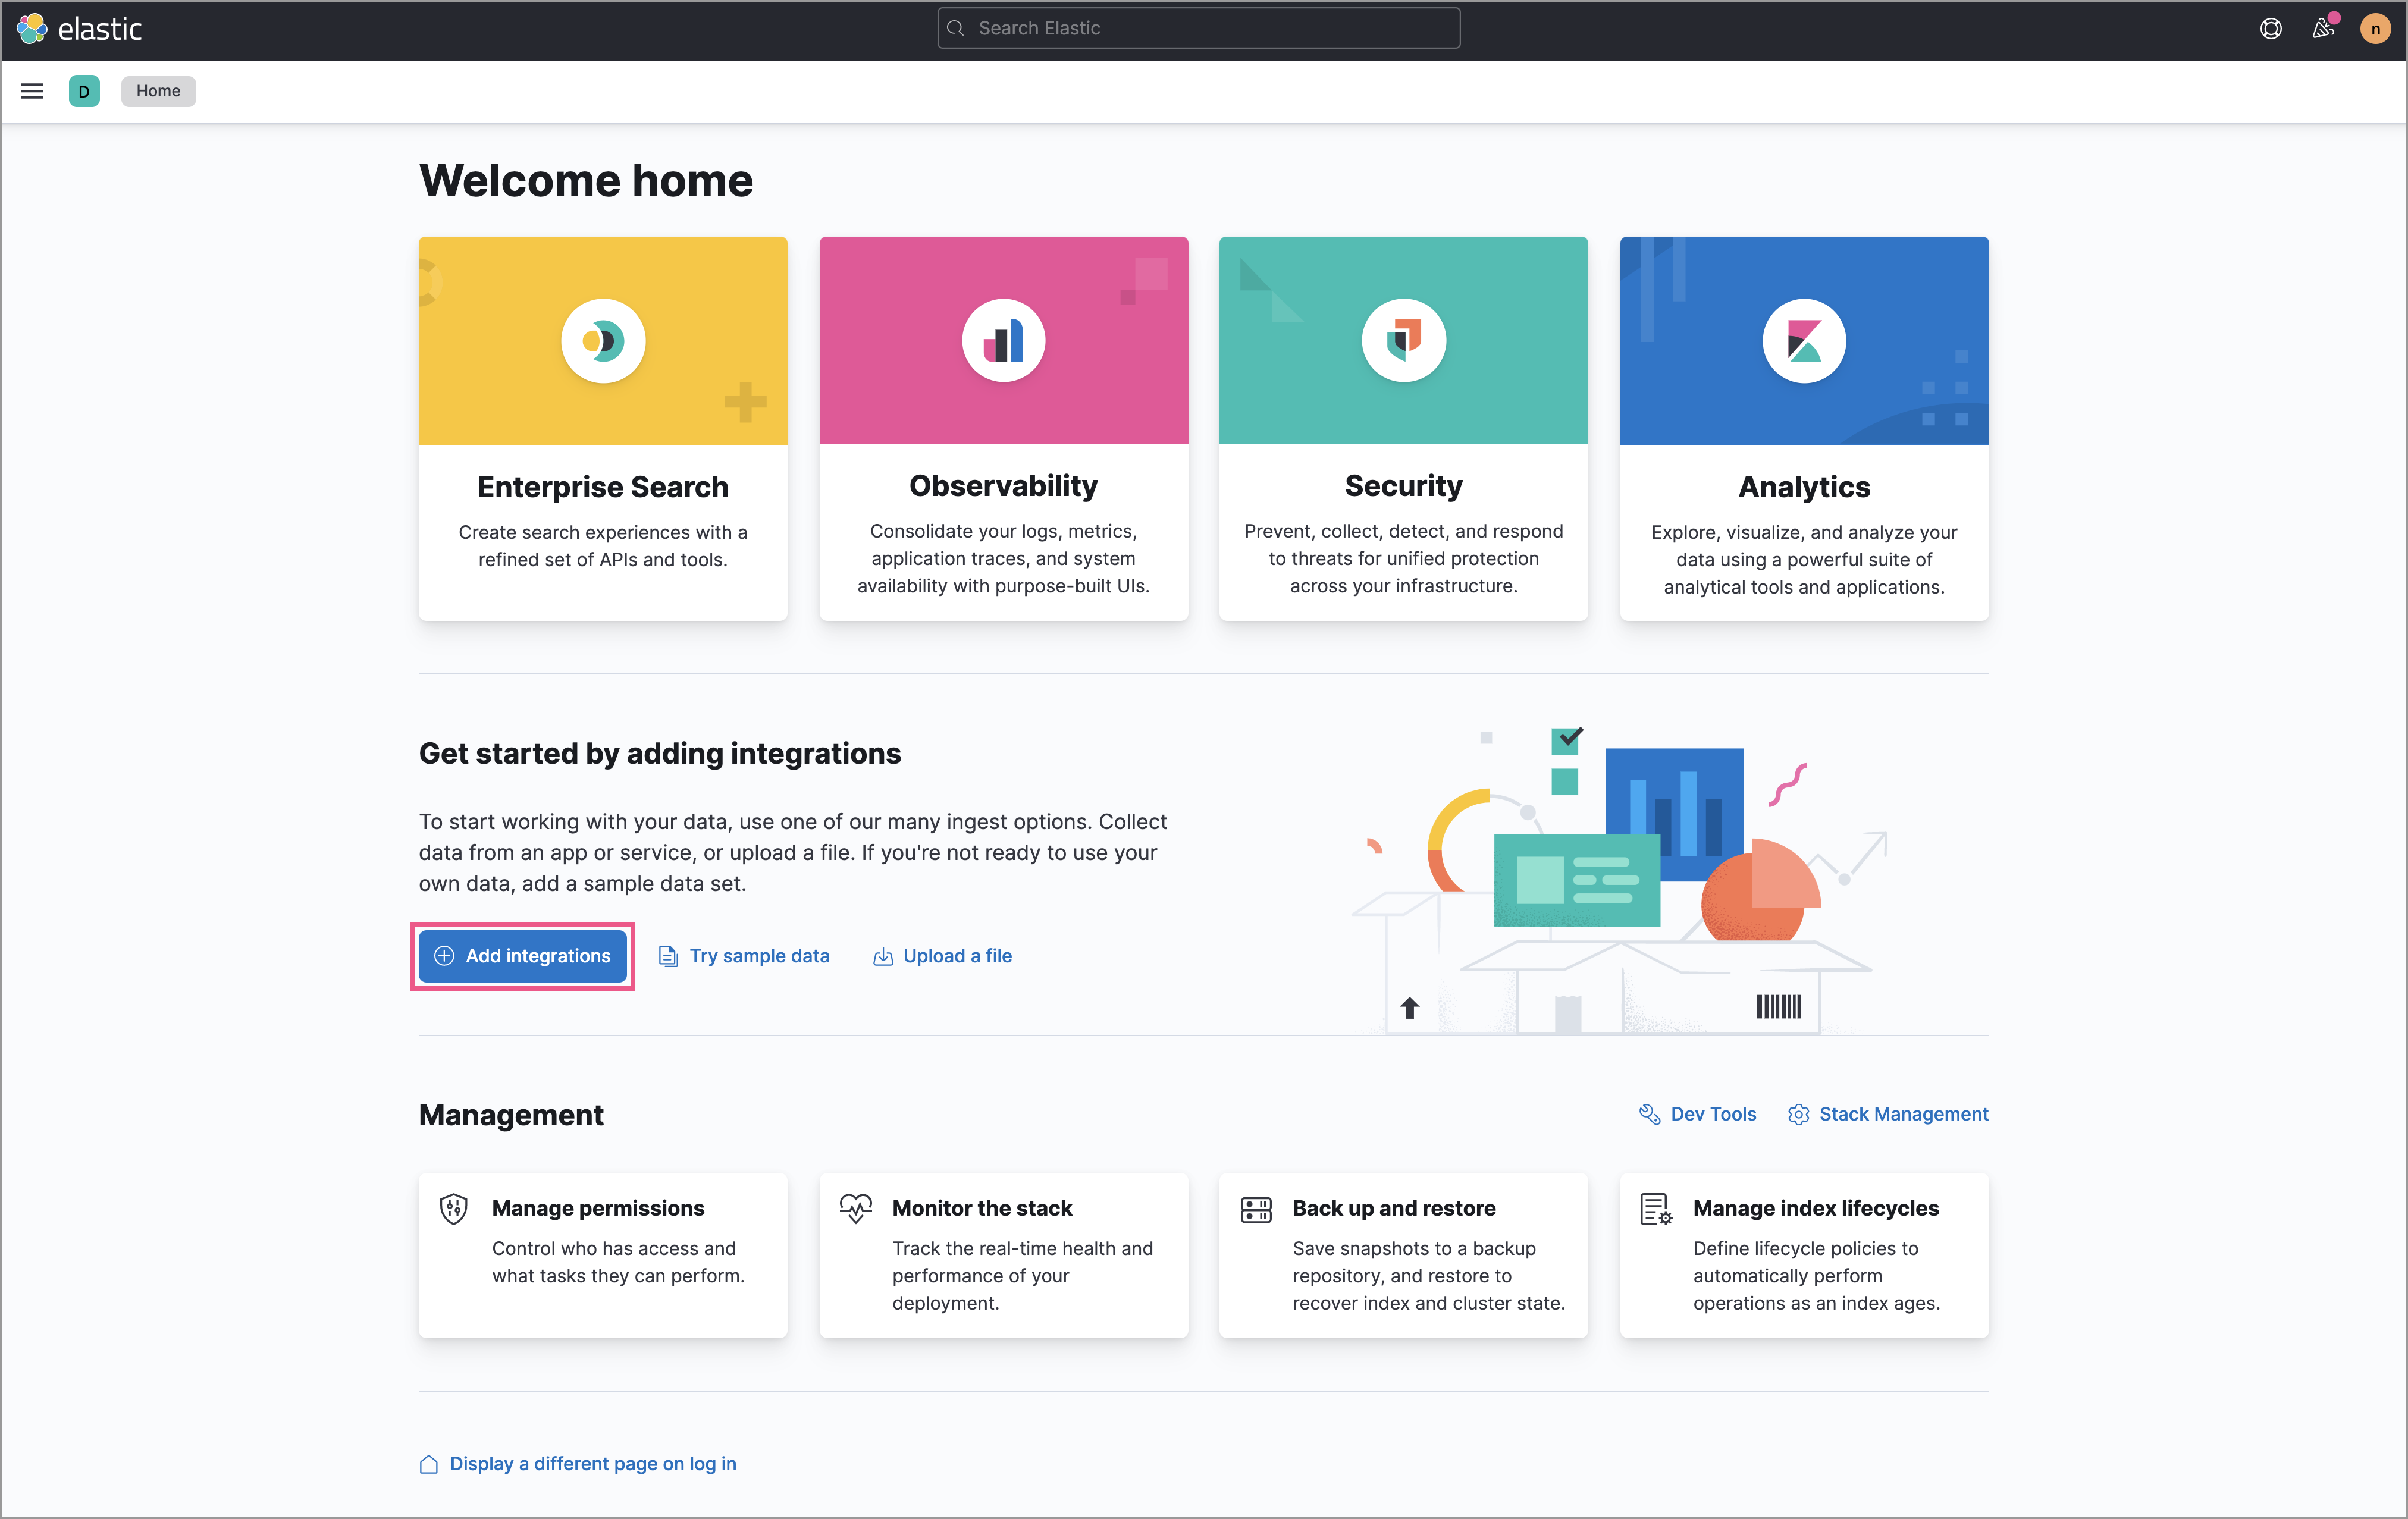 elastic
Search Elastic
n
D
Home
Welcome home
Enterprise Search
Create search experiences with a
refined set of APIs and tools.
Observability
Consolidate your logs, metrics,
application traces, and system
availability with purpose-built UIs.
Security
Prevent, collect, detect, and respond
to threats for unified protection
across your infrastructure.
Analytics
Explore, visualize, and analyze your
data using a powerful suite of
analytical tools and applications.
Get started by adding integrations
To start working with your data, use one of our many ingest options. Collect
data from an app or service, or upload a file. If you're not ready to use your
own data, add a sample data set.
Add integrations
Try sample data
Upload a file
Management
Dev Tools
Stack Management
Manage permissions
Control who has access and
what tasks they can perform.
Monitor the stack
Track the real-time health and
performance of your
deployment.
Back up and restore
Save snapshots to a backup
repository, and restore to
recover index and cluster state.
Manage index lifecycles
Define lifecycle policies to
automatically perform
operations as an index ages.
Display a different page on log in